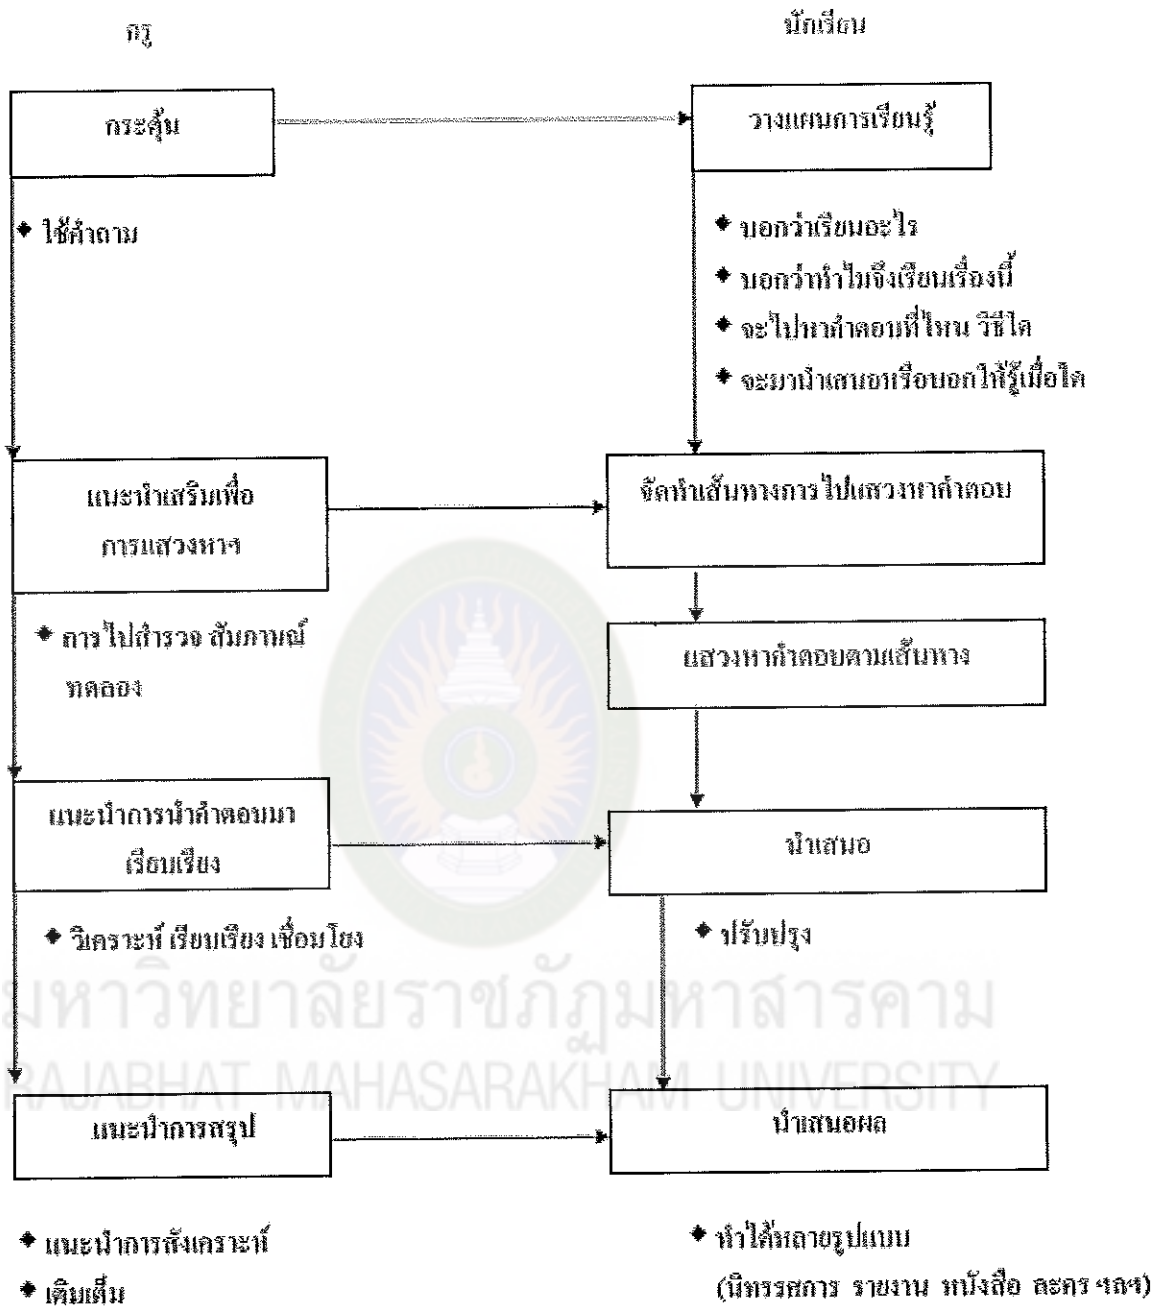 ครู
นักเรียน
กระตุ้น
วางแผนการเรียนรู้
◆ ใช้คำถาม
◆ บอกว่าเรียนอะไร
◆ บอกว่าทำไมจึงเรียนเรื่องนี้
◆ จะไปหาคำตอบที่ไหน วิธีใด
◆ จะมานำเสนอหรือบอกให้รู้เมื่อใด
แนะนำเสริมเพื่อ
การแสวงหาฯ
จัดทำเส้นทางการไปแสวงหาคำตอบ
◆ การไปสำรวจ สัมภาษณ์
ทดลอง
แสวงหาคำตอบตามเส้นทาง
แนะนำการนำคำตอบมา
เรียบเรียง
นำเสนอ
◆ วิเคราะห์ เรียบเรียง เชื่อมโยง
◆ ปรับปรุง
มหาวิทยาลัยราชภัฏมหาสารคาม
RAJABHAT MAHASARAKHAM UNIVERSITY
แนะนำการสรุป
นำเสนอผล
◆ แนะนำการสังเคราะห์
◆ เติมเต็ม
◆ ทำได้หลายรูปแบบ
(นิทรรศการ รายงาน หนังสือ ละคร ฯลฯ)